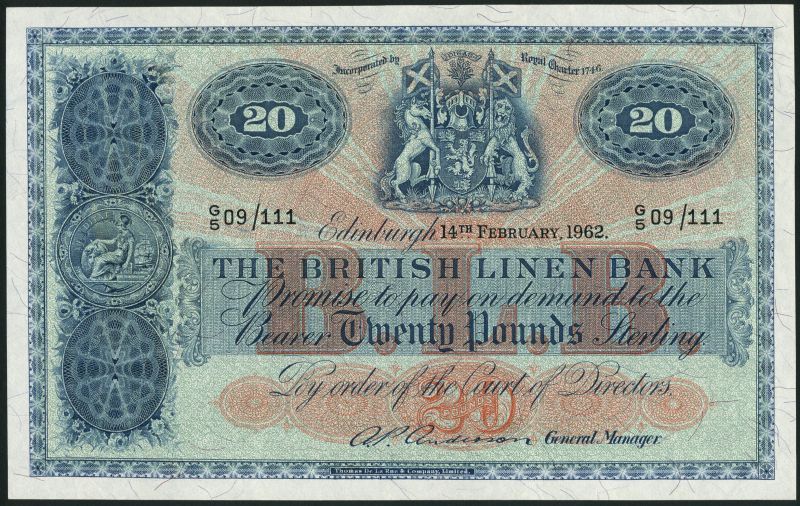 Incorporated by Royal Charter 1746
20
20
G/5 09/111
G/5 09/111
Edinburgh, 14TH FEBRUARY, 1962.
B.L.B.
THE BRITISH LINEN BANK
Promise to pay on demand to the
Bearer Twenty Pounds Sterling.
By order of the Court of Directors.
20
A.P. Anderson General Manager
Thomas De La Rue & Company, Limited.